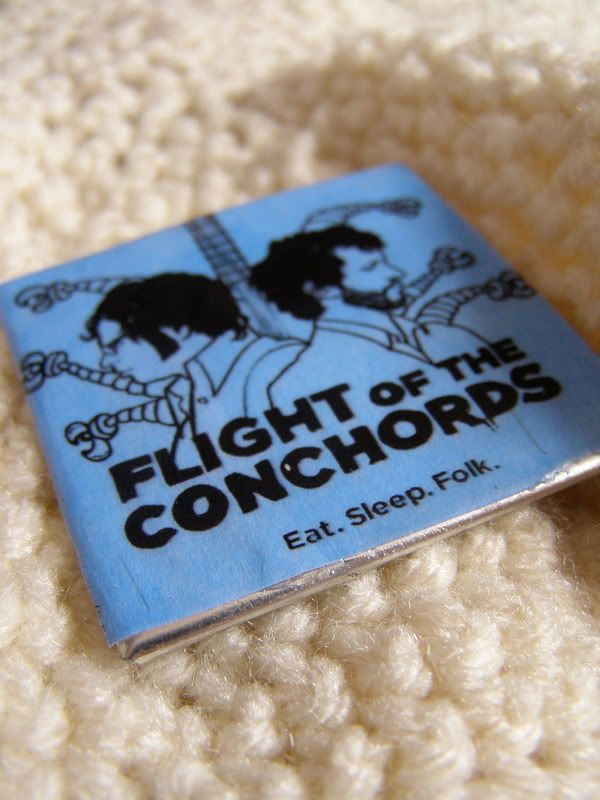 FLIGHT OF THE
CONCHORDS
Eat. Sleep. Folk.